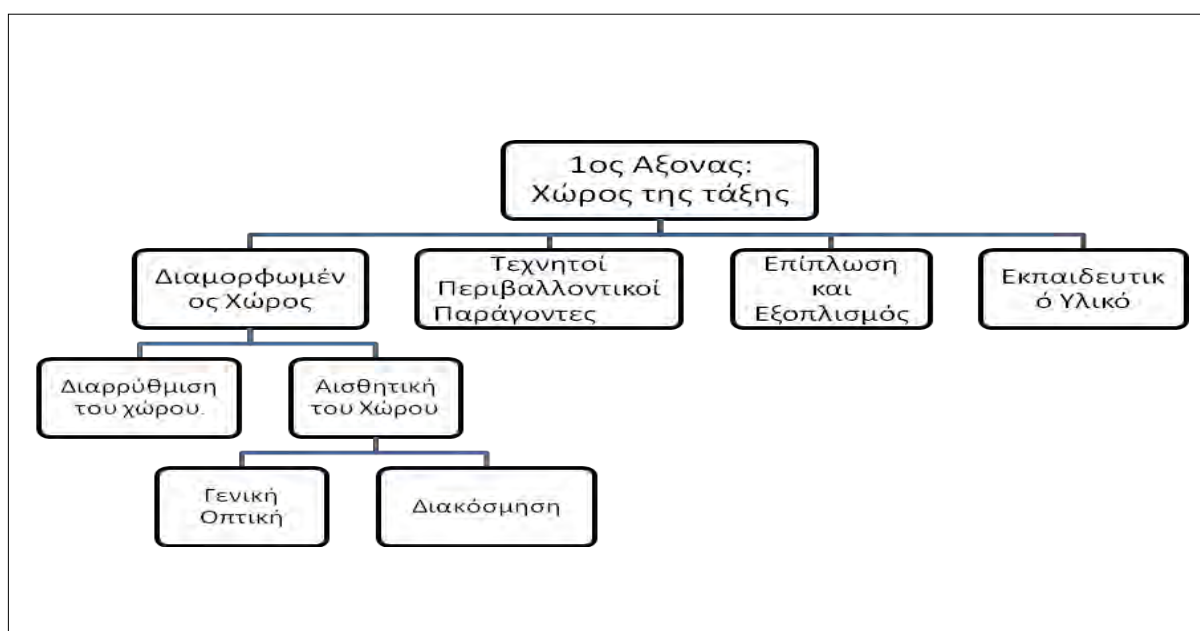 1ος Αξονας:
Χώρος της τάξης
Διαμορφωμέν
ος Χώρος
Τεχνητοί
Περιβαλλοντικοί
Παράγοντες
Επίπλωση
και
Εξοπλισμός
Εκπαιδευτικ
ό Υλικό
Διαρρύθμιση
του χώρου.
Αισθητική
του Χώρου
Γενική
Οπτική
Διακόσμηση